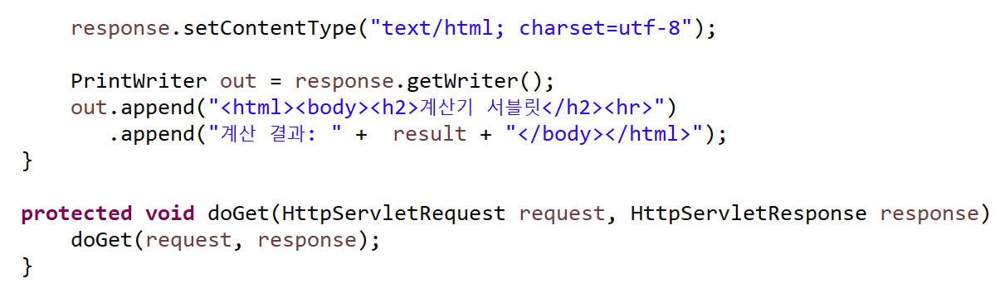 response.setContentType("text/html; charset=utf-8");
PrintWriter out = response.getWriter();
out.append("<html><body><h2>계산기 서블릿</h2><hr>")
.append("계산 결과: " +  result + "</body></html>");
}
protected void doGet(HttpServletRequest request, HttpServletResponse response)
doGet(request, response);
}